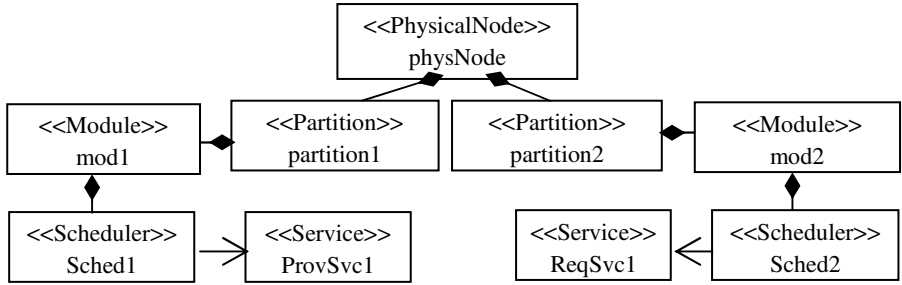 <<PhysicalNode>>
physNode
<<Module>>
mod1
<<Partition>>
partition1
<<Partition>>
partition2
<<Module>>
mod2
<<Scheduler>>
Sched1
<<Service>>
ProvSvc1
<<Service>>
ReqSvc1
<<Scheduler>>
Sched2